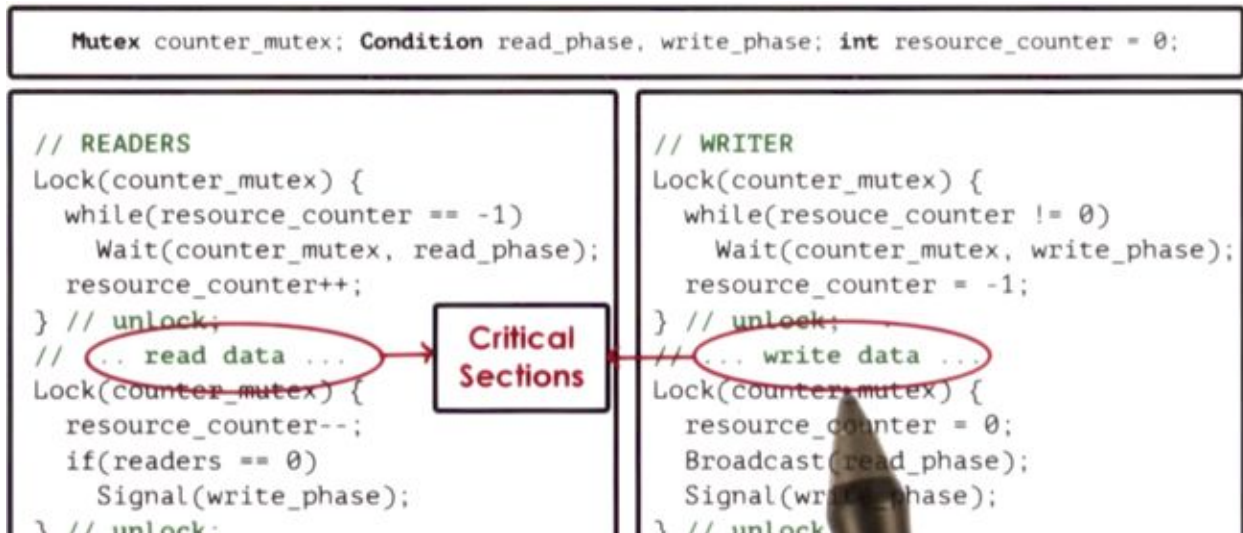 Mutex counter_mutex; Condition read_phase, write_phase; int resource_counter = 0;
// READERS
Lock(counter_mutex) {
while(resource_counter == -1)
Wait(counter_mutex, read_phase);
resource_counter++;
} // unlock;
// ... read data ...
Lock(counter_mutex) {
resource_counter--;
if(readers == 0)
Signal(write_phase);
} // unlock;
Critical
Sections
// WRITER
Lock(counter_mutex) {
while(resouce_counter != 0)
Wait(counter_mutex, write_phase);
resource_counter = -1;
} // unlock;
// ... write data ...
Lock(counter_mutex) {
resource_counter = 0;
Broadcast(read_phase);
Signal(write_phase);
} // unlock